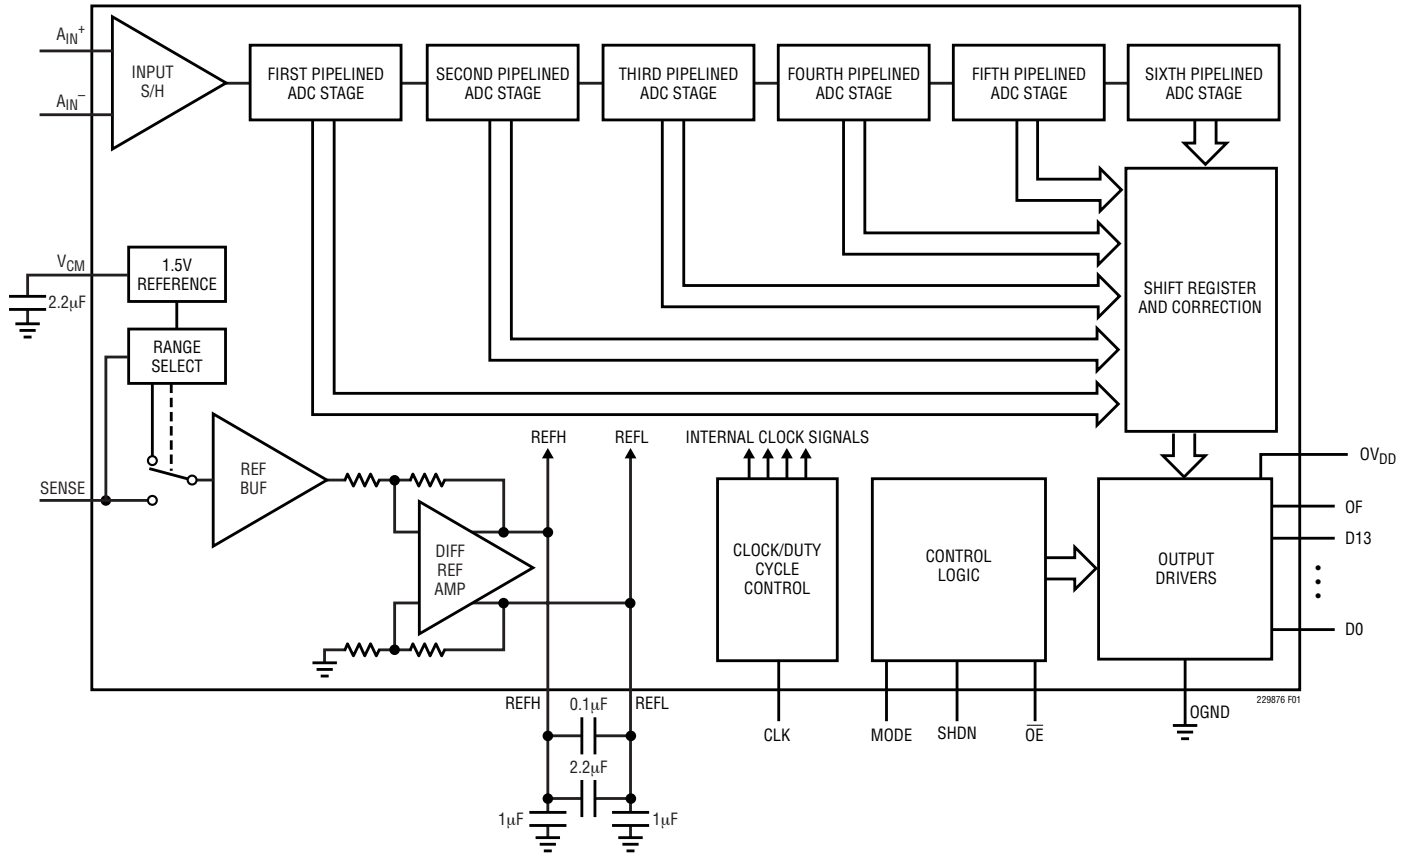 AIN+
AIN−
INPUT
S/H
FIRST PIPELINED
ADC STAGE
SECOND PIPELINED
ADC STAGE
THIRD PIPELINED
ADC STAGE
FOURTH PIPELINED
ADC STAGE
FIFTH PIPELINED
ADC STAGE
SIXTH PIPELINED
ADC STAGE
SHIFT REGISTER
AND CORRECTION
VCM
2.2μF
1.5V
REFERENCE
RANGE
SELECT
SENSE
REF
BUF
DIFF
REF
AMP
REFH
REFL
INTERNAL CLOCK SIGNALS
CLOCK/DUTY
CYCLE
CONTROL
CONTROL
LOGIC
OUTPUT
DRIVERS
OVDD
OF
D13
D0
229876 F01
REFH
0.1μF
REFL
2.2μF
1μF
1μF
CLK
MODE
SHDN
O̅E̅
OGND